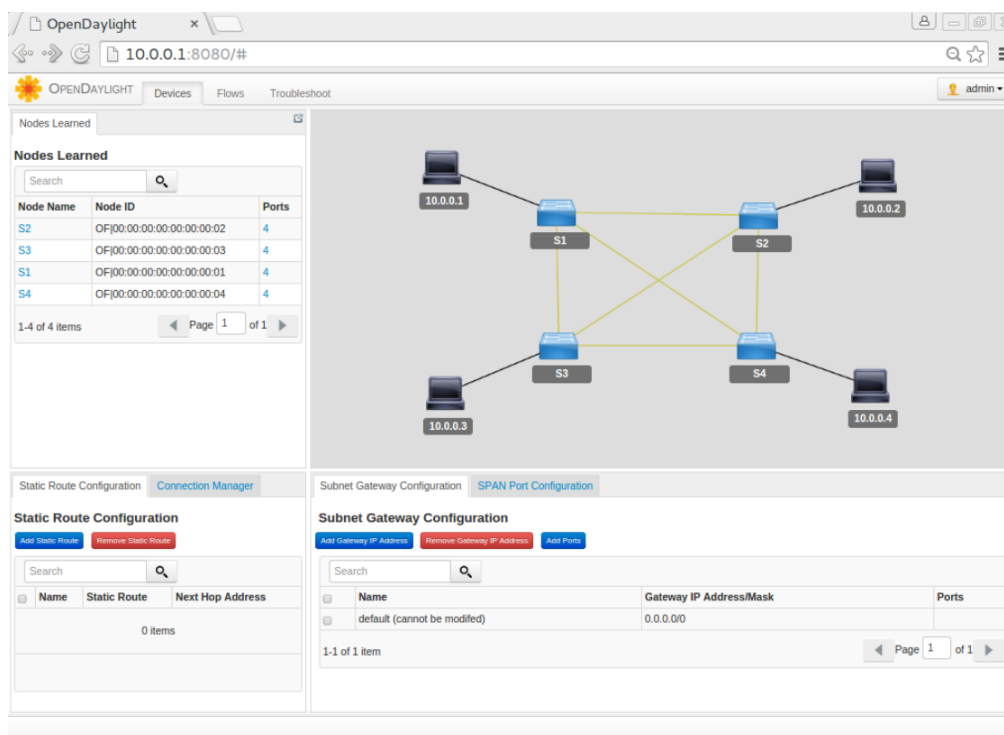 OpenDaylight ×
10.0.0.1:8080/#
OPENDAYLIGHT Devices Flows Troubleshoot admin
Nodes Learned
Nodes Learned
Search
Node Name Node ID Ports
S2 OF|00:00:00:00:00:00:00:02 4
S3 OF|00:00:00:00:00:00:00:03 4
S1 OF|00:00:00:00:00:00:00:01 4
S4 OF|00:00:00:00:00:00:00:04 4
1-4 of 4 items Page 1 of 1
10.0.0.1
10.0.0.2
S1
S2
S3
S4
10.0.0.3
10.0.0.4
Static Route Configuration Connection Manager
Static Route Configuration
Add Static Route Remove Static Route
Search
Name Static Route Next Hop Address
0 items
Subnet Gateway Configuration SPAN Port Configuration
Subnet Gateway Configuration
Add Gateway IP Address Remove Gateway IP Address Add Ports
Search
Name Gateway IP Address/Mask Ports
default (cannot be modifed) 0.0.0.0/0
1-1 of 1 item Page 1 of 1